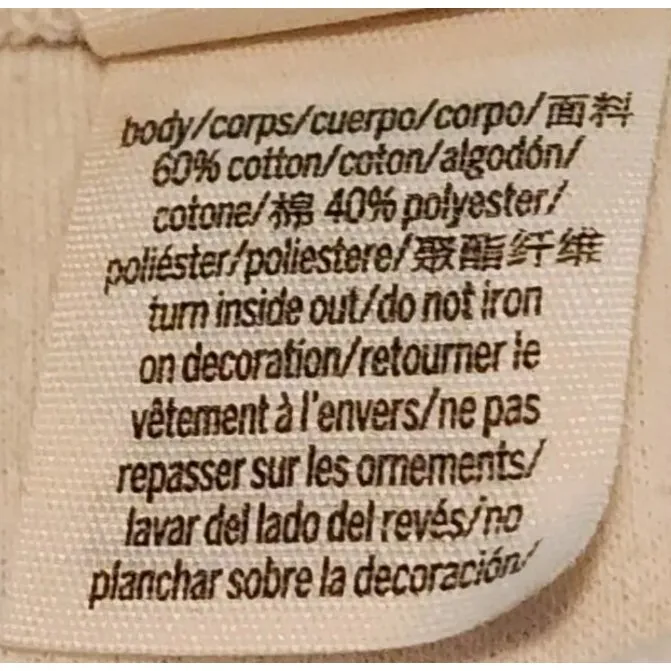 body/corps/cuerpo/corpo/面料
60% cotton/coton/algodón/
cotone/棉 40% polyester/
poliéster/poliestere/聚酯纤维
turn inside out/do not iron
on decoration/retourner le
vêtement à l'envers/ne pas
repasser sur les ornements/
lavar del lado del revés/no
planchar sobre la decoración/